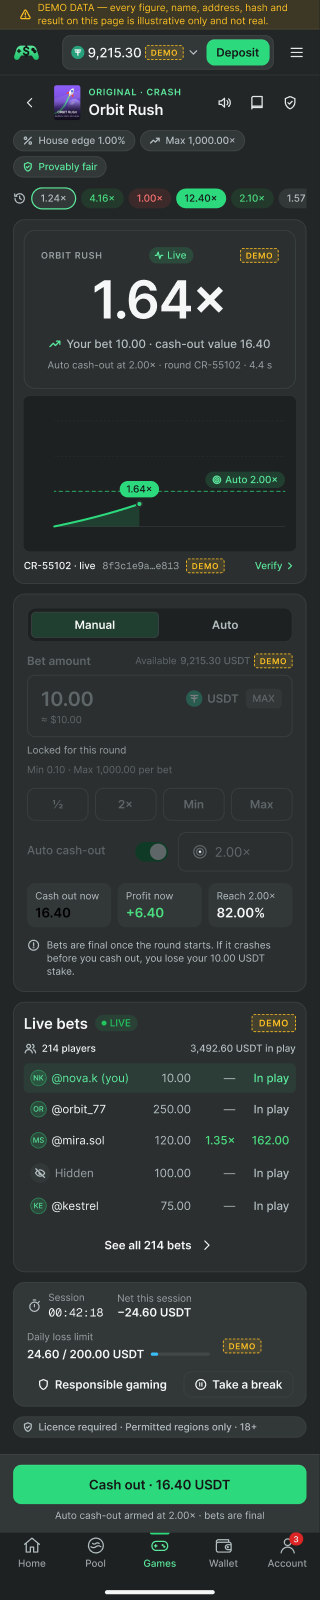 DEMO DATA — every figure, name, address, hash and
result on this page is illustrative only and not real.
9,215.30 DEMO Deposit
ORIGINAL · CRASH
Orbit Rush
House edge 1.00% Max 1,000.00×
Provably fair
1.24× 4.16× 1.00× 12.40× 2.10× 1.57
ORBIT RUSH Live DEMO
1.64×
Your bet 10.00 · cash-out value 16.40
Auto cash-out at 2.00× · round CR-55102 · 4.4 s
Auto 2.00×
1.64×
CR-55102 · live 8f3c1e9a…e813 DEMO Verify
Manual Auto
Bet amount Available 9,215.30 USDT DEMO
10.00 USDT MAX
≈ $10.00
Locked for this round
Min 0.10 · Max 1,000.00 per bet
½ 2× Min Max
Auto cash-out 2.00×
Cash out now Profit now Reach 2.00×
16.40 +6.40 82.00%
Bets are final once the round starts. If it crashes
before you cash out, you lose your 10.00 USDT
stake.
Live bets LIVE DEMO
214 players 3,492.60 USDT in play
NK @nova.k (you) 10.00 — In play
OR @orbit_77 250.00 — In play
MS @mira.sol 120.00 1.35× 162.00
Hidden 100.00 — In play
KE @kestrel 75.00 — In play
See all 214 bets
Session Net this session
00:42:18 −24.60 USDT
Daily loss limit
24.60 / 200.00 USDT DEMO
Responsible gaming Take a break
Licence required · Permitted regions only · 18+
Cash out · 16.40 USDT
Auto cash-out armed at 2.00× · bets are final
3
Home Pool Games Wallet Account